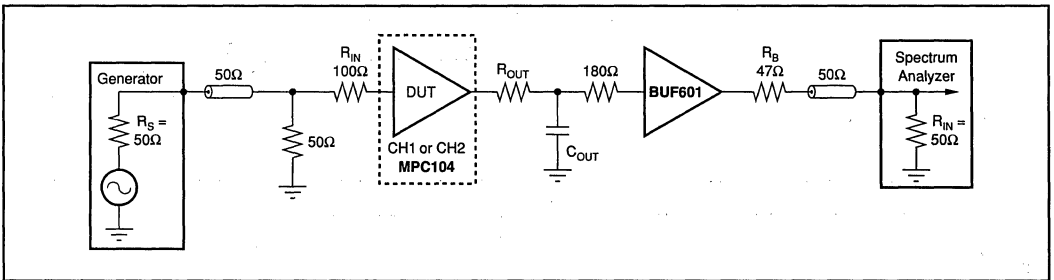 Generator
R_S =
50Ω
50Ω
50Ω
R_IN
100Ω
DUT
CH1 or CH2
MPC104
R_OUT
C_OUT
180Ω
BUF601
R_B
47Ω
50Ω
Spectrum
Analyzer
R_IN =
50Ω